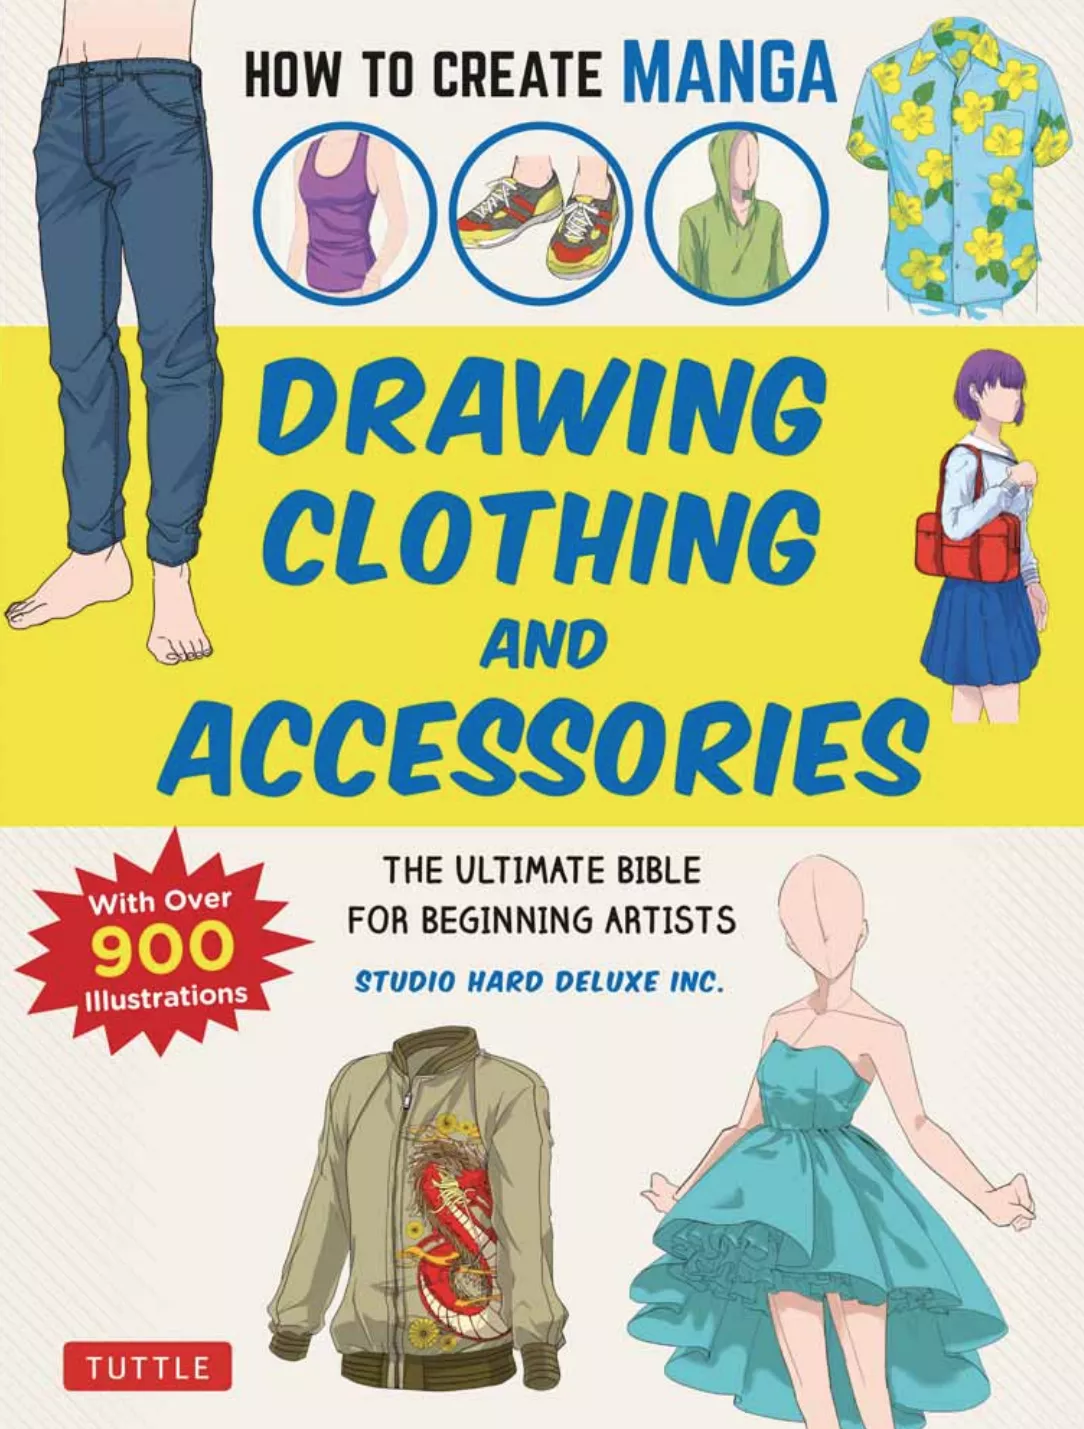 HOW TO CREATE MANGA
DRAWING
CLOTHING
AND
ACCESSORIES
With Over
900
Illustrations
THE ULTIMATE BIBLE
FOR BEGINNING ARTISTS
STUDIO HARD DELUXE INC.
TUTTLE